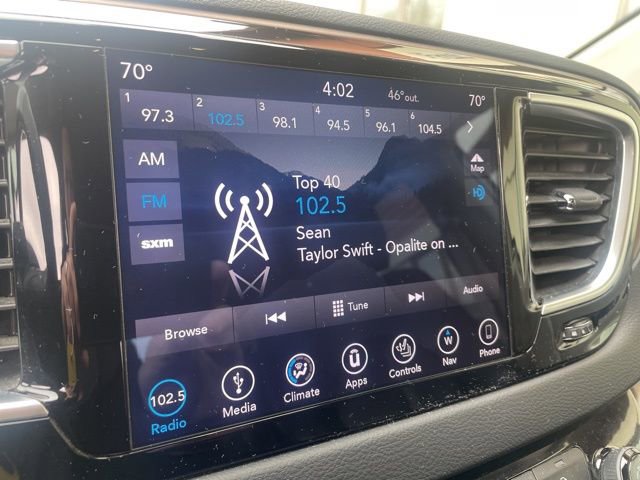 70°
4:02
46°out.
70°
1 97.3
2 102.5
3 98.1
4 94.5
5 96.1
6 104.5
AM
FM
sxm
Top 40
102.5
Sean
Taylor Swift - Opalite on ...
Map
Browse
Tune
Audio
102.5
Radio
Media
Climate
Apps
Controls
W
Nav
Phone